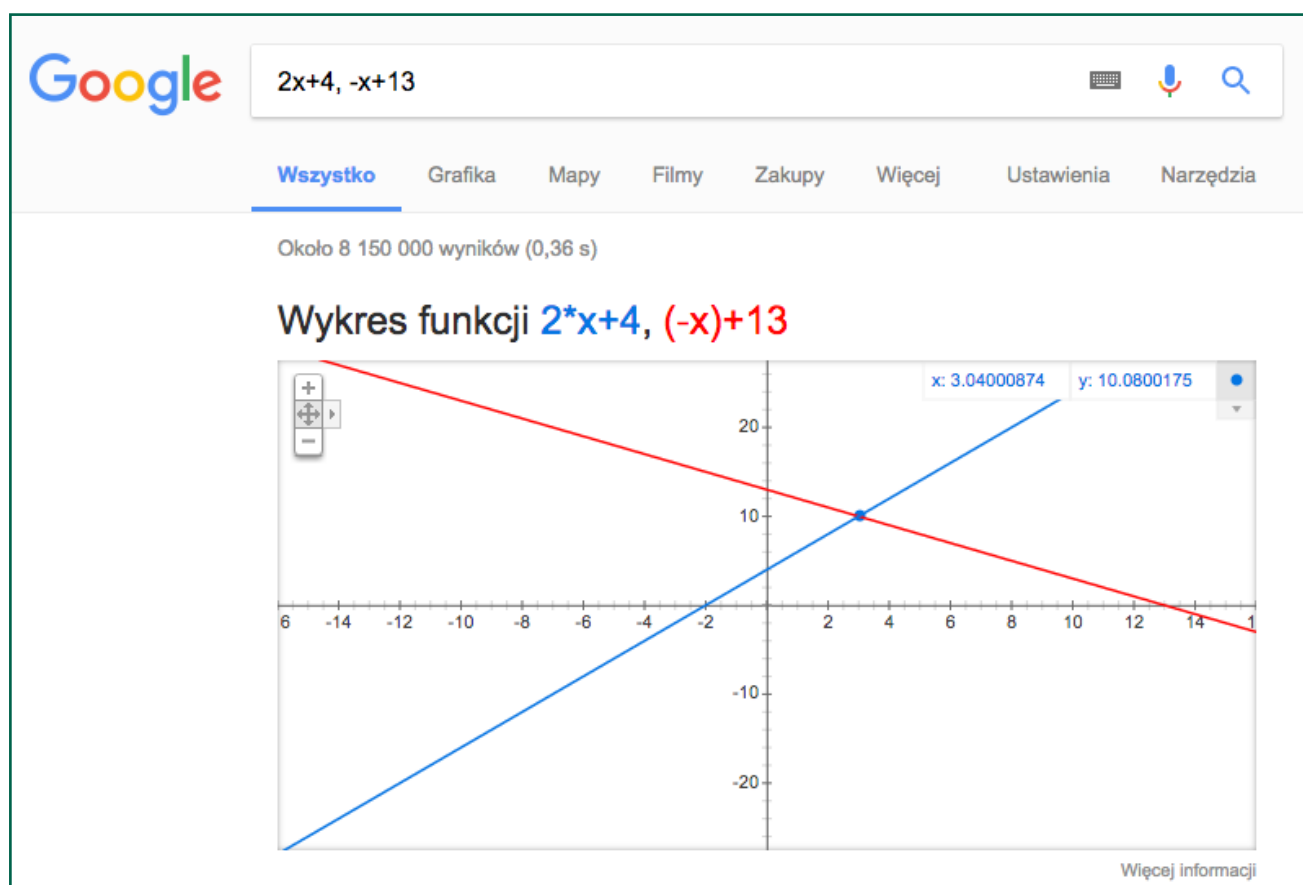 Google
2x+4, -x+13
Wszystko Grafika Mapy Filmy Zakupy Więcej Ustawienia Narzędzia
Około 8 150 000 wyników (0,36 s)
Wykres funkcji 2*x+4, (-x)+13
x: 3.04000874 y: 10.0800175
20
10
6 -14 -12 -10 -8 -6 -4 -2 2 4 6 8 10 12 14 1
-10
-20
Więcej informacji